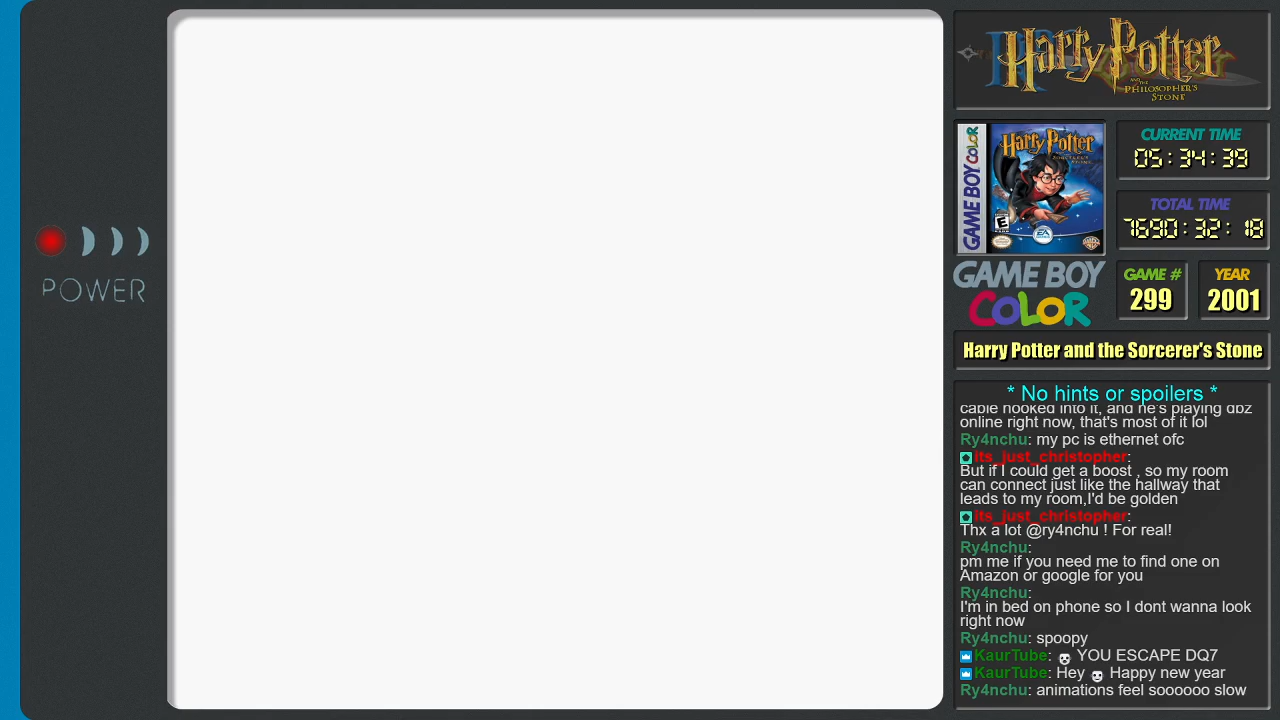 POWER
Harry Potter
AND THE
PHILOSOPHER'S
STONE
GAME BOY COLOR
Harry Potter
E
EA
CURRENT TIME
05:34:39
TOTAL TIME
7690:32:18
GAME BOY
COLOR
GAME #
299
YEAR
2001
Harry Potter and the Sorcerer's Stone
* No hints or spoilers *
cable hooked into it, and he's playing dbz
online right now, that's most of it lol
Ry4nchu: my pc is ethernet ofc
its_just_christopher:
But if I could get a boost , so my room
can connect just like the hallway that
leads to my room,I'd be golden
its_just_christopher:
Thx a lot @ry4nchu ! For real!
Ry4nchu:
pm me if you need me to find one on
Amazon or google for you
Ry4nchu:
I'm in bed on phone so I dont wanna look
right now
Ry4nchu: spoopy
KaurTube: YOU ESCAPE DQ7
KaurTube: Hey Happy new year
Ry4nchu: animations feel soooooo slow